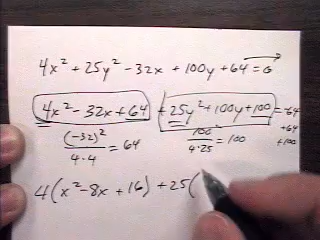 4x² + 25y² - 32x + 100y + 64 = 0
4x² - 32x + 64 + 25y² + 100y + 100 = -64
+64
+100
(-32)²/4·4 = 64 100/4·25 = 100
4(x² - 8x + 16) + 25(